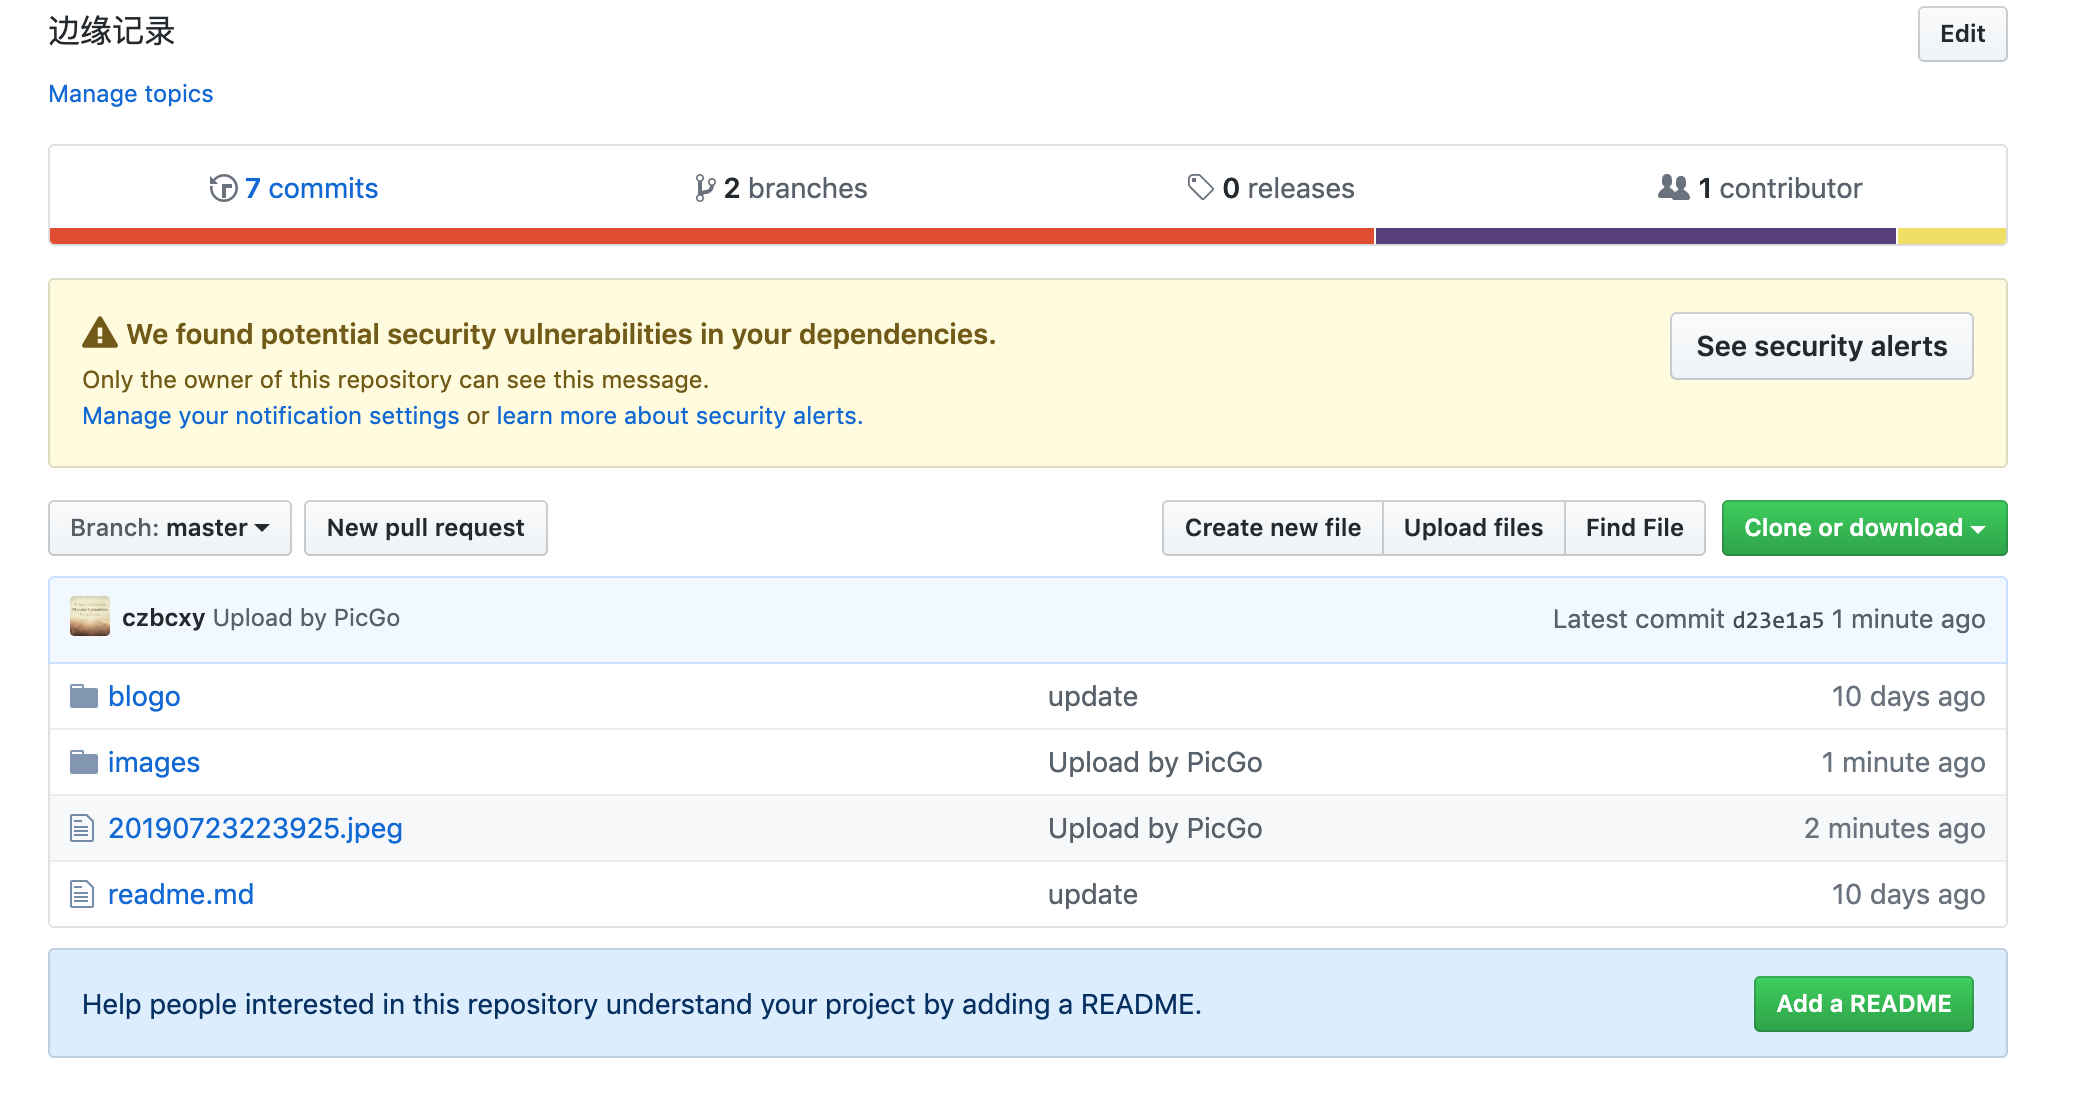 边缘记录
Edit
Manage topics
7 commits
2 branches
0 releases
1 contributor
We found potential security vulnerabilities in your dependencies.
Only the owner of this repository can see this message.
Manage your notification settings or learn more about security alerts.
See security alerts
Branch: master
New pull request
Create new file
Upload files
Find File
Clone or download
czbcxy Upload by PicGo
Latest commit d23e1a5 1 minute ago
blogo update 10 days ago
images Upload by PicGo 1 minute ago
20190723223925.jpeg Upload by PicGo 2 minutes ago
readme.md update 10 days ago
Help people interested in this repository understand your project by adding a README.
Add a README